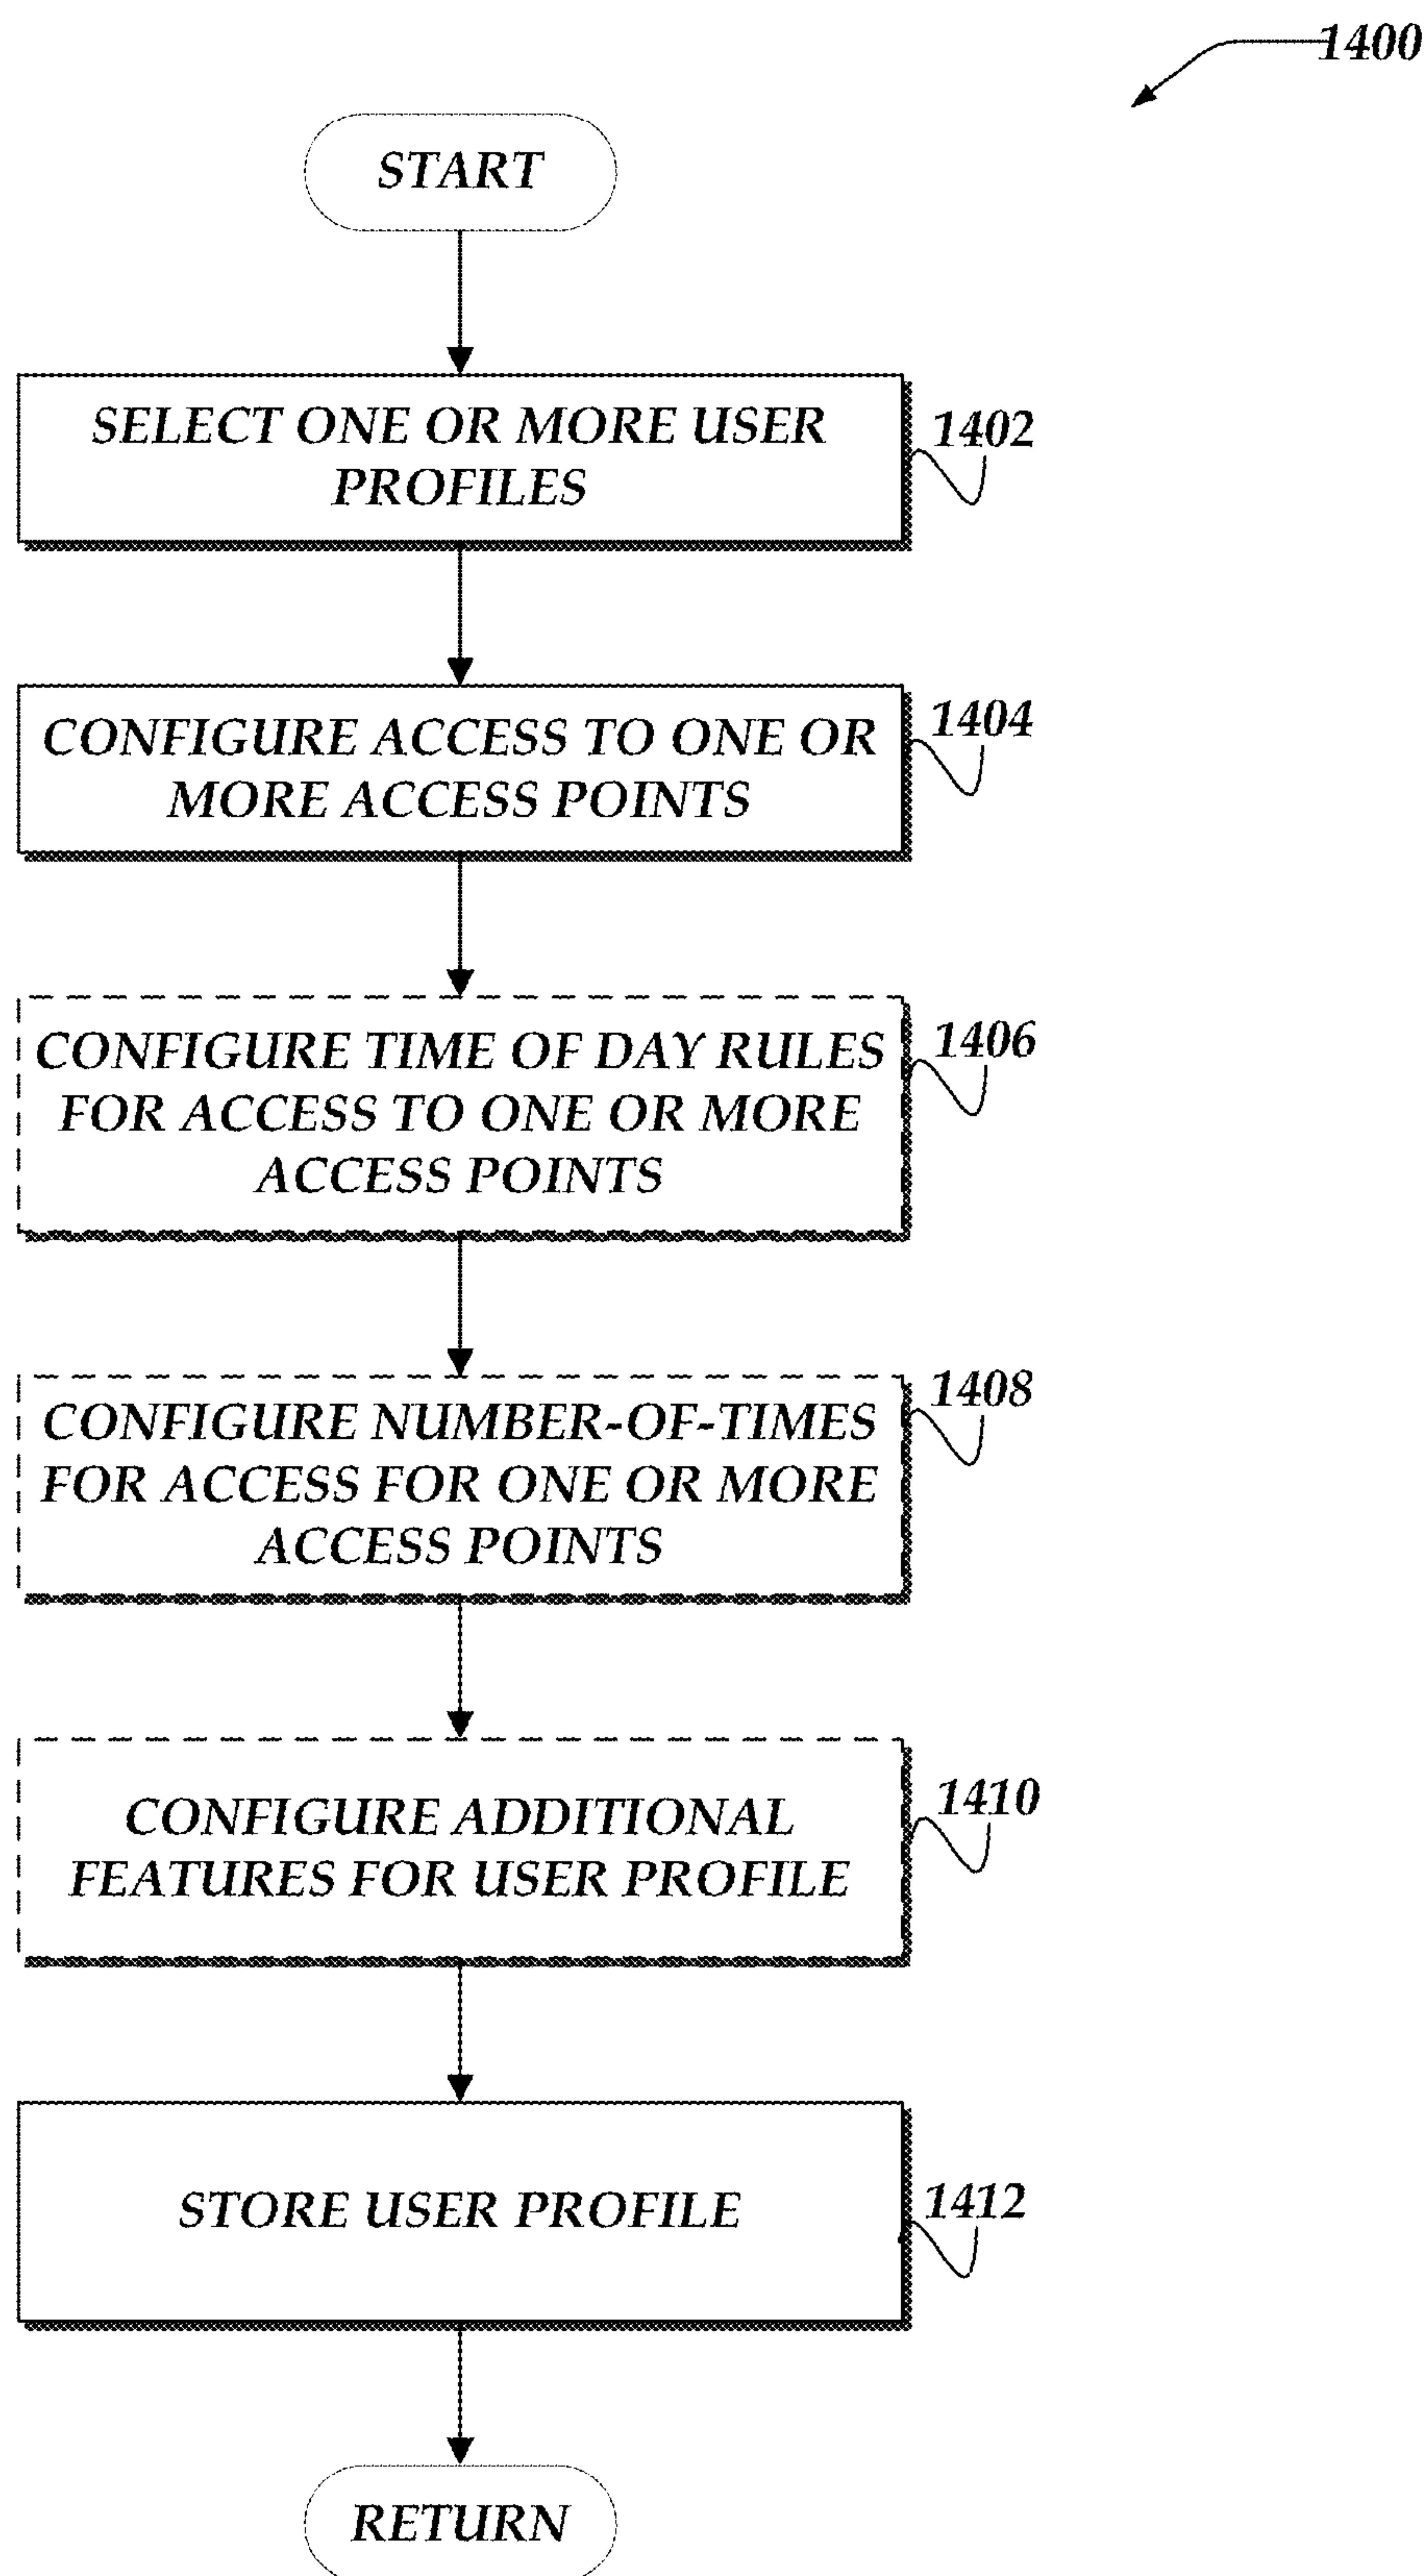 1400
START
SELECT ONE OR MORE USER
PROFILES
1402
CONFIGURE ACCESS TO ONE OR
MORE ACCESS POINTS
1404
CONFIGURE TIME OF DAY RULES
FOR ACCESS TO ONE OR MORE
ACCESS POINTS
1406
CONFIGURE NUMBER-OF-TIMES
FOR ACCESS FOR ONE OR MORE
ACCESS POINTS
1408
CONFIGURE ADDITIONAL
FEATURES FOR USER PROFILE
1410
STORE USER PROFILE
1412
RETURN